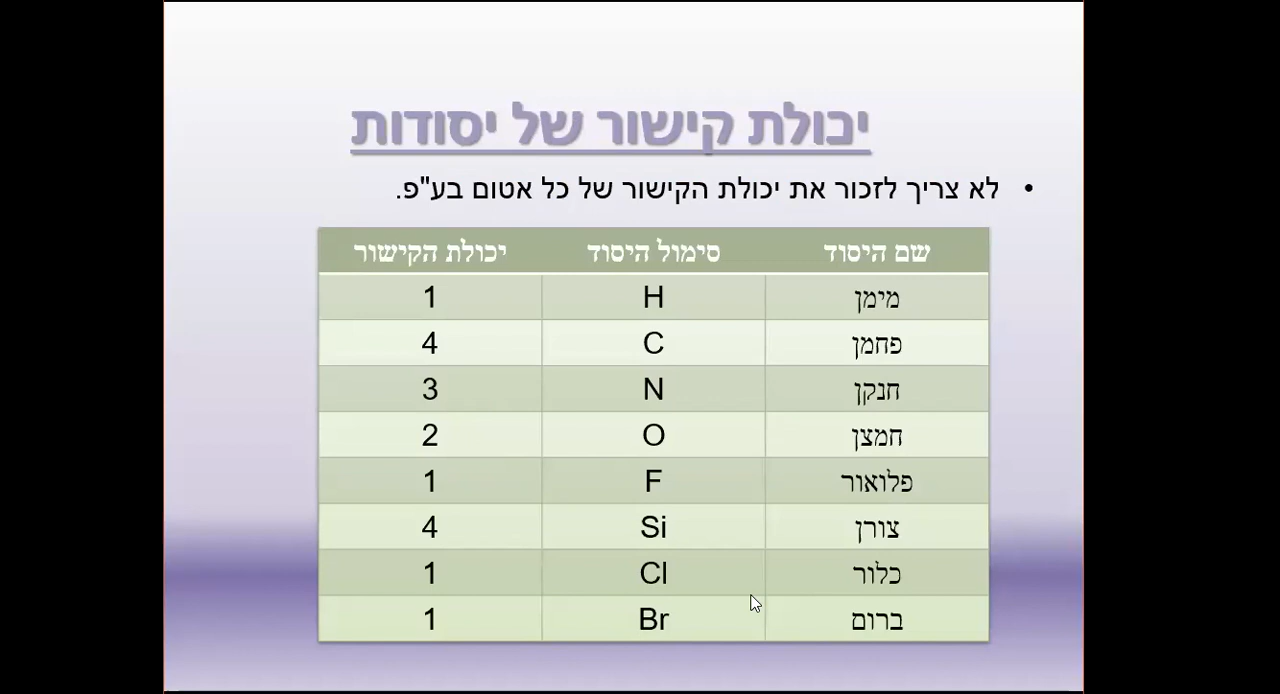 יכולת קישור של יסודות
• לא צריך לזכור את יכולת הקישור של כל אטום בע"פ.
שם היסוד סימול היסוד יכולת הקישור
מימן H 1
פחמן C 4
חנקן N 3
חמצן O 2
פלואור F 1
צורן Si 4
כלור Cl 1
ברום Br 1